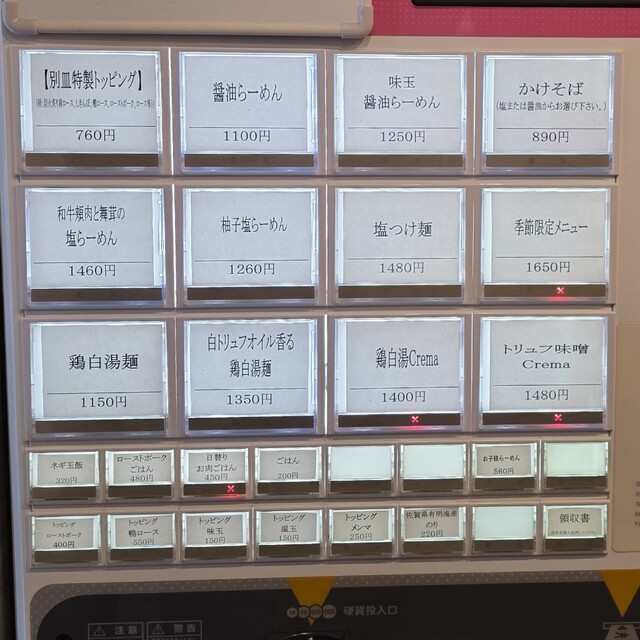 【別皿特製トッピング】
760円
醤油らーめん
1100円
味玉
醤油らーめん
1250円
かけそば
(塩または醤油からお選び下さい。)
890円
和牛頬肉と舞茸の
塩らーめん
1460円
柚子塩らーめん
1260円
塩つけ麺
1480円
季節限定メニュー
1650円
鶏白湯麺
1150円
白トリュフオイル香る
鶏白湯麺
1350円
鶏白湯Crema
1400円
トリュフ味噌
Crema
1480円
ネギ玉飯
320円
ローストポーク
ごはん
480円
日替り
お肉ごはん
450円
ごはん
200円
お子様らーめん
560円
トッピング
ローストポーク
400円
トッピング
鴨ロース
550円
トッピング
味玉
150円
トッピング
温玉
150円
トッピング
メンマ
250円
佐賀県有明海産
のり
220円
領収書
硬貨投入口
注意
警告